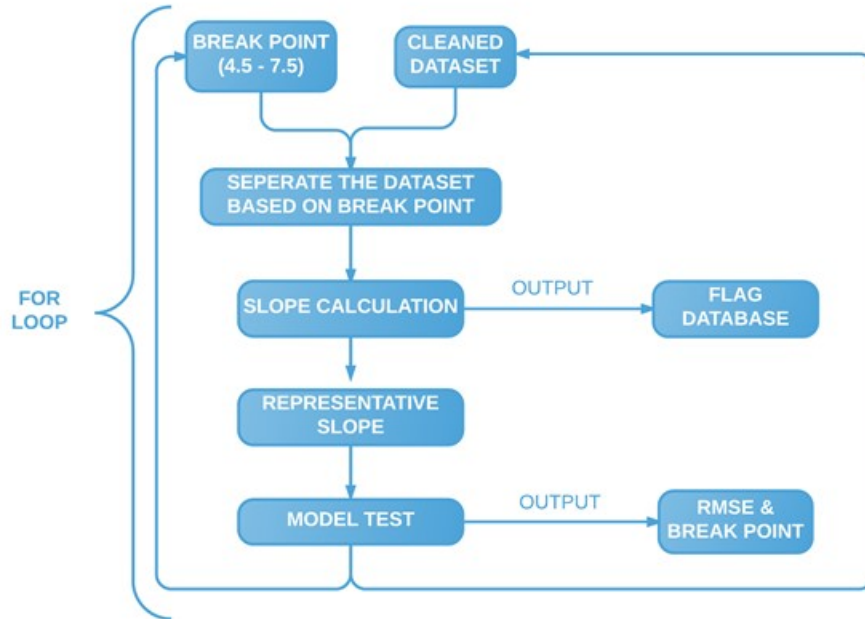 BREAK POINT
(4.5 - 7.5)
CLEANED
DATASET
SEPERATE THE DATASET
BASED ON BREAK POINT
FOR
LOOP
SLOPE CALCULATION
OUTPUT
FLAG
DATABASE
REPRESENTATIVE
SLOPE
MODEL TEST
OUTPUT
RMSE &
BREAK POINT